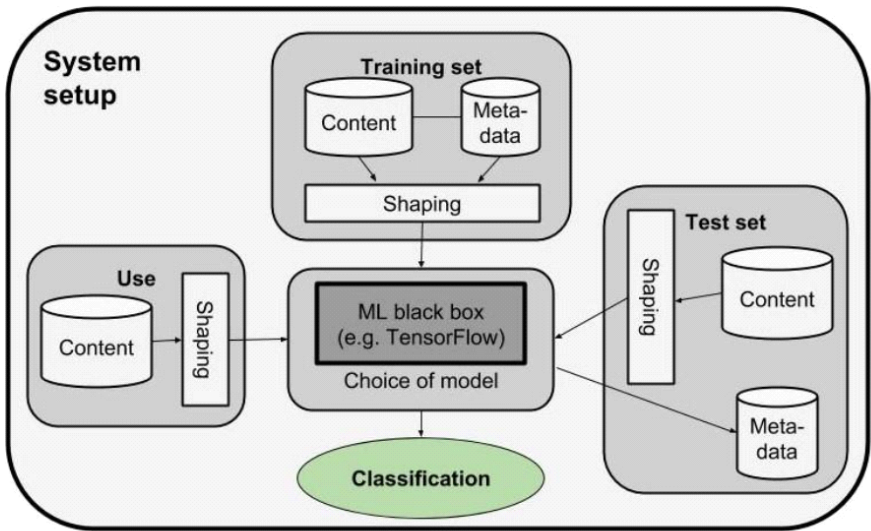 System
setup
Training set
Content
Meta-
data
Shaping
Use
Content
Shaping
ML black box
(e.g. TensorFlow)
Choice of model
Test set
Shaping
Content
Meta-
data
Classification